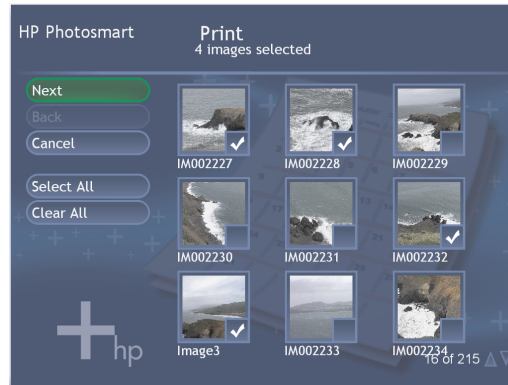 HP Photosmart
Print
4 images selected
Next
Back
Cancel
Select All
Clear All
IM002227
IM002228
IM002229
IM002230
IM002231
IM002232
Image3
IM002233
IM002234
16 of 215
hp